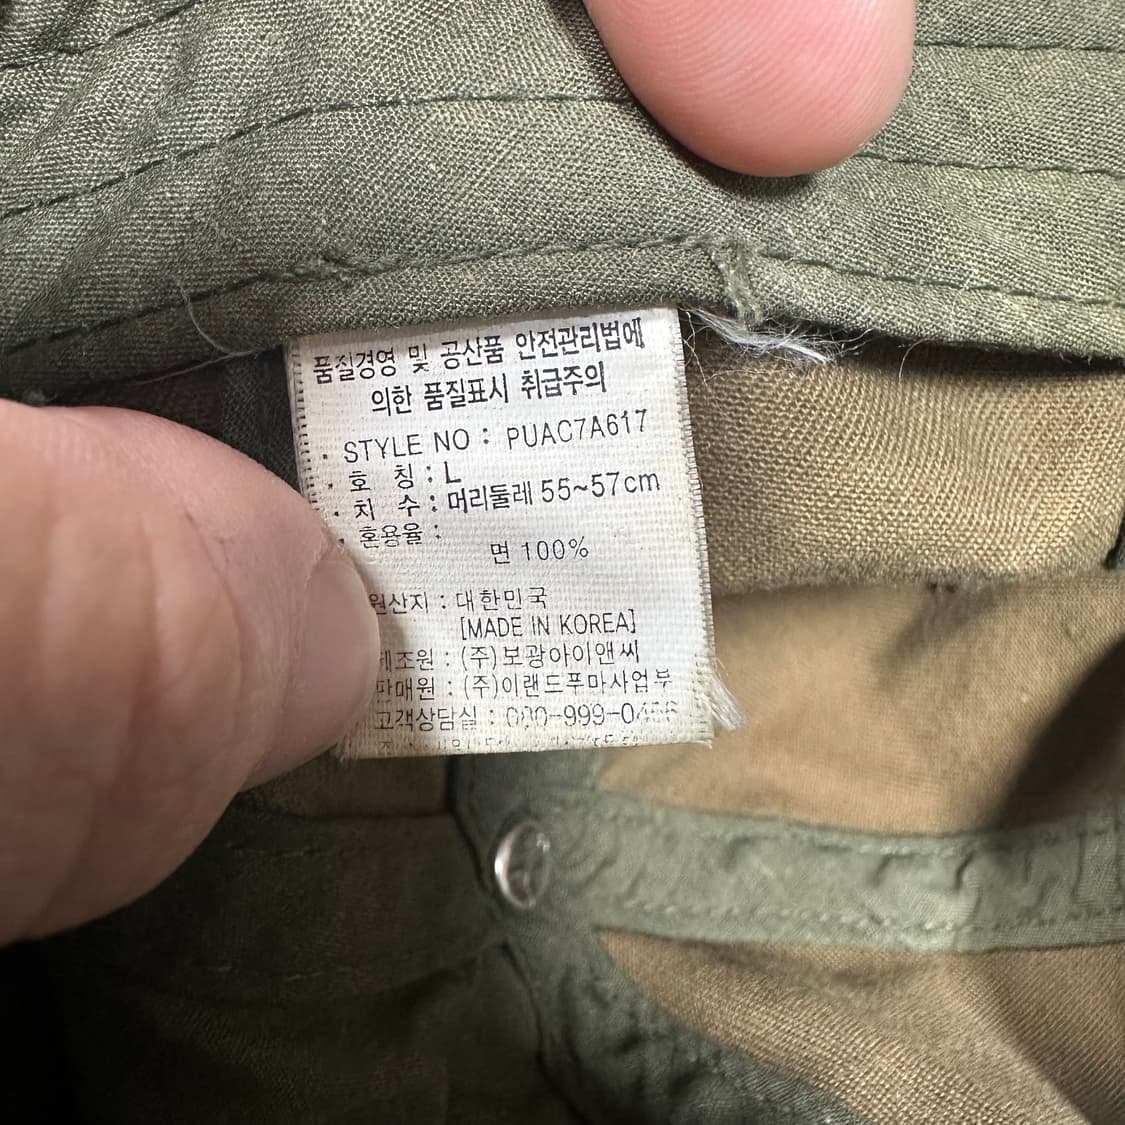 품질경영 및 공산품 안전관리법에
의한 품질표시 취급주의
. STYLE NO : PUAC7A617
. 호 칭 : L
. 치 수 : 머리둘레 55~57cm
. 혼용율 :
면 100%
원산지 : 대한민국
[MADE IN KOREA]
제조원 : (주)보광아이앤씨
판매원 : (주)이랜드푸마사업부
고객상담실 :